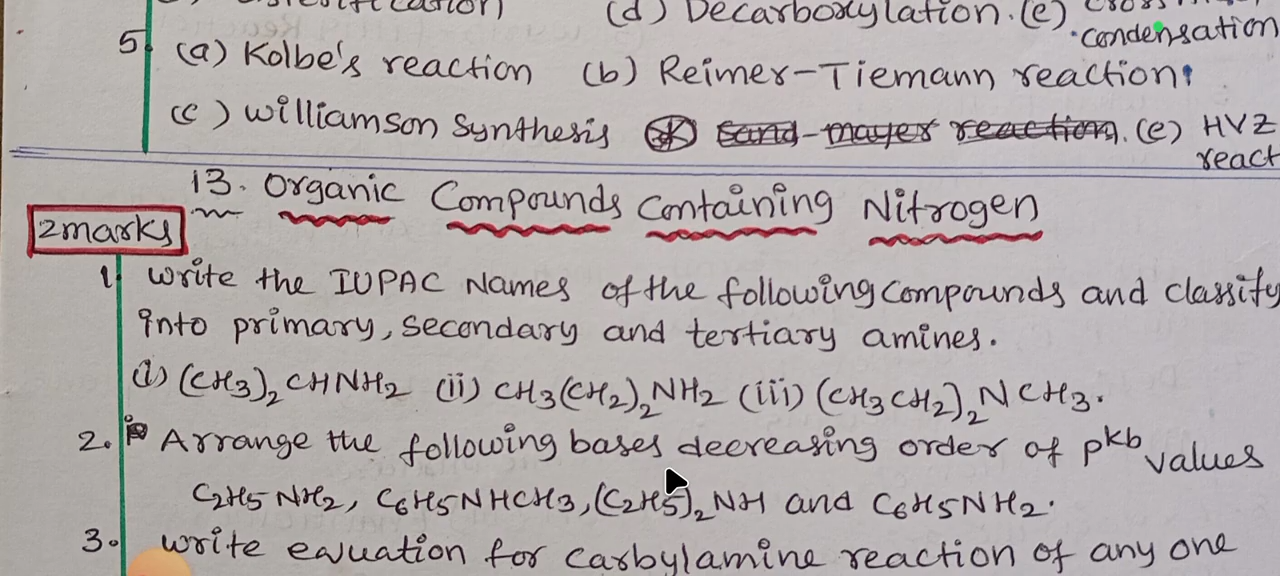 (d) Decarboxylation. (e) Cross
condensation
5. (a) Kolbe's reaction (b) Reimer-Tiemann reaction.
(c) Williamson Synthesis sand-mayer reaction. (e) HVZ
react
13. Organic Compounds Containing Nitrogen
2marks
1. Write the IUPAC Names of the following compounds and classify
into primary, secondary and tertiary amines.
(i) (CH3)2 CHNH2 (ii) CH3(CH2)2NH2 (iii) (CH3CH2)2NCH3.
2. Arrange the following bases decreasing order of pkb values
C2H5NH2, C6H5NHCH3, (C2H5)2NH and C6H5NH2.
3. Write equation for carbylamine reaction of any one